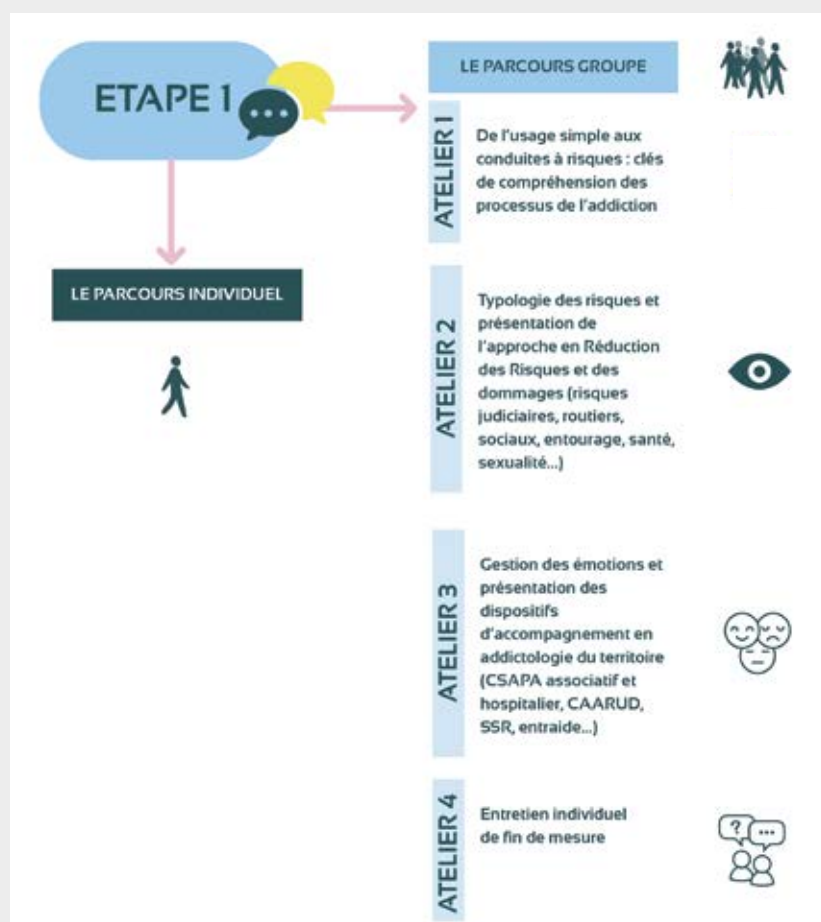 ETAPE 1
LE PARCOURS INDIVIDUEL
LE PARCOURS GROUPE
ATELIER 1
De l'usage simple aux
conduites à risques : clés
de compréhension des
processus de l'addiction
ATELIER 2
Typologie des risques et
présentation de
l'approche en Réduction
des Risques et des
dommages (risques
judiciaires, routiers,
sociaux, entourage, santé,
sexualité...)
ATELIER 3
Gestion des émotions et
présentation des
dispositifs
d'accompagnement en
addictologie du territoire
(CSAPA associatif et
hospitalier, CAARUD,
SSR, entraide...)
ATELIER 4
Entretien individuel
de fin de mesure
?
...